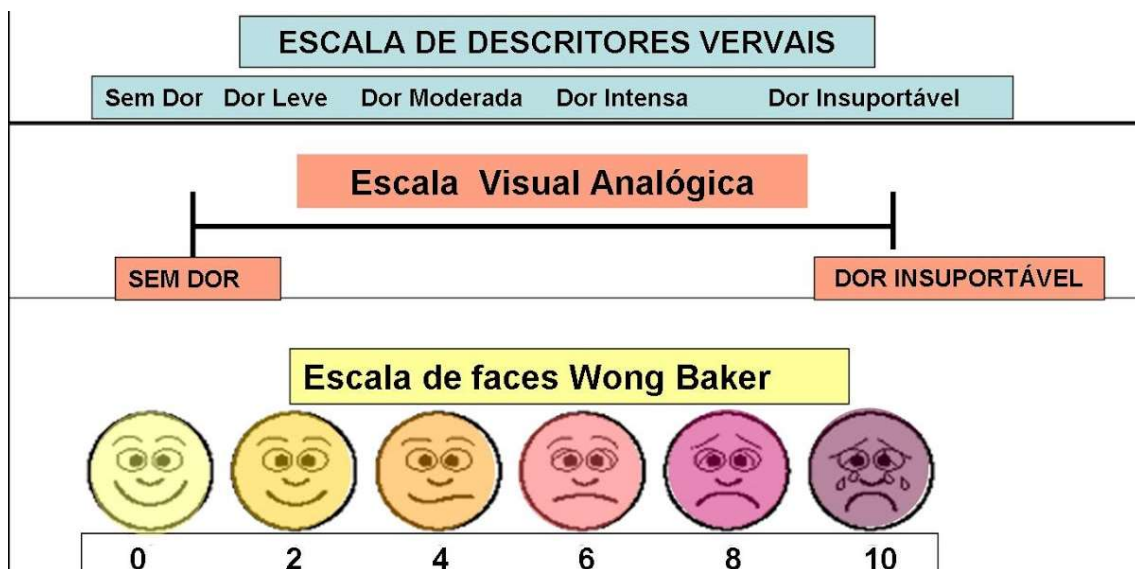 ESCALA DE DESCRITORES VERVAIS
Sem Dor Dor Leve Dor Moderada Dor Intensa Dor Insuportável
Escala Visual Analógica
SEM DOR DOR INSUPORTÁVEL
Escala de faces Wong Baker
0 2 4 6 8 10